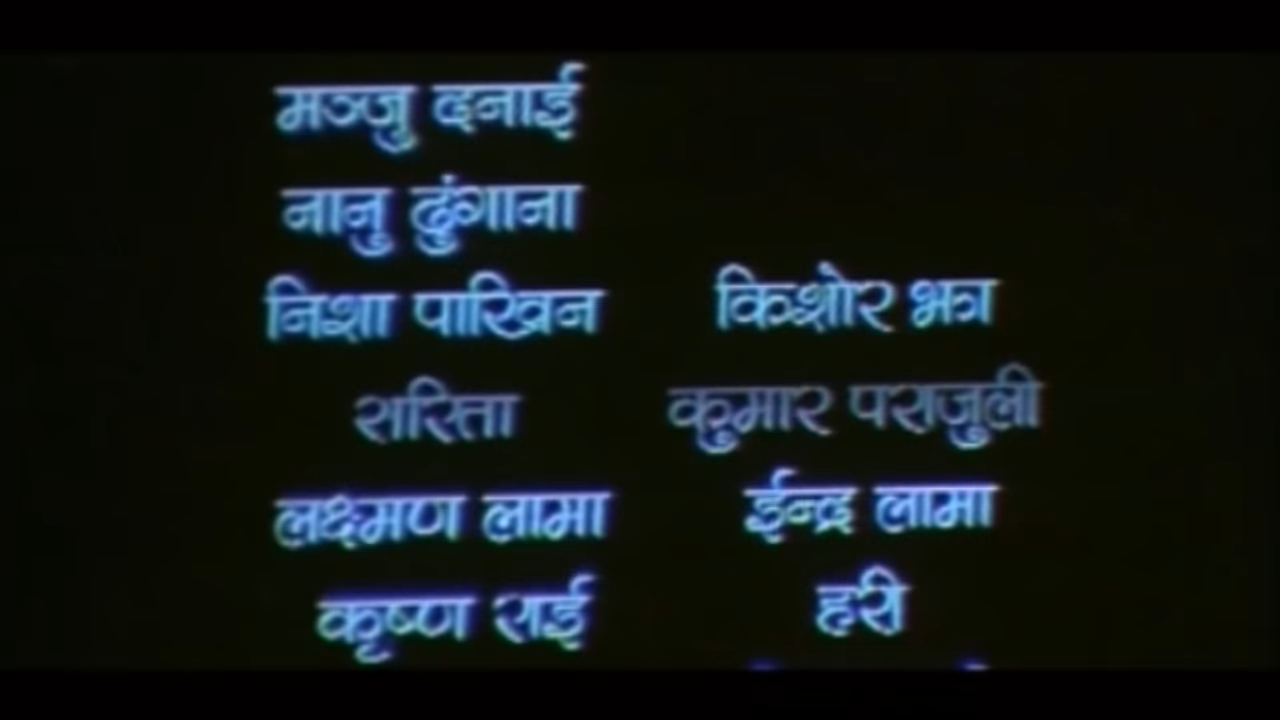 मञ्जु दनाई
नानु ढुंगाना
निशा पाखिन किशोर भत्रा
सरिता कुमार पराजुली
लक्ष्मण लामा ईन्द्र लामा
कृष्ण राई हरी